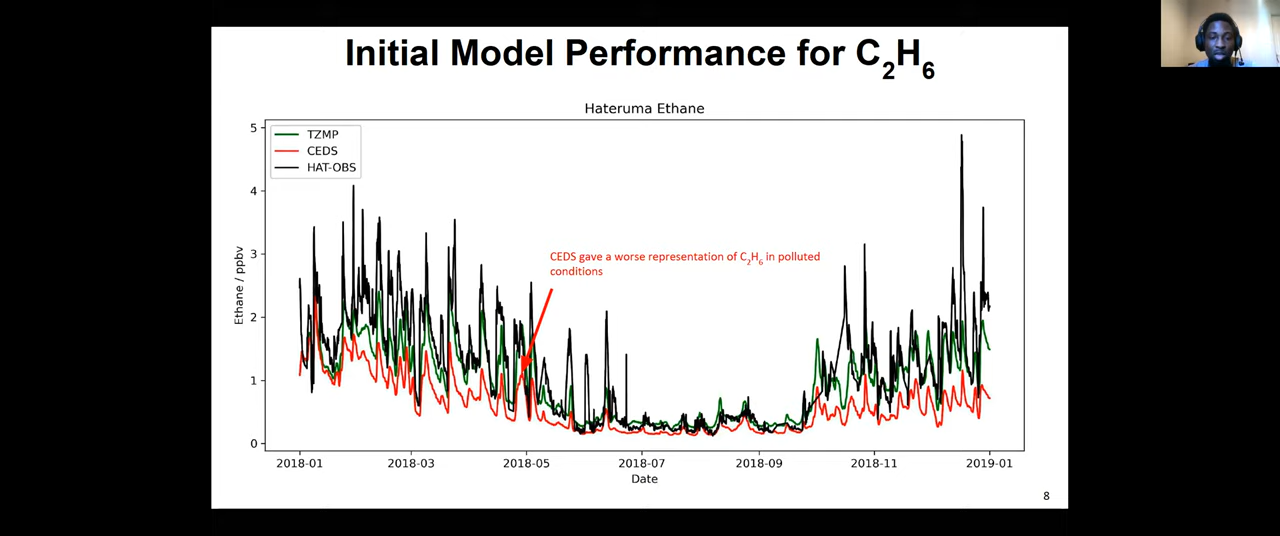 Initial Model Performance for C2H6
Hateruma Ethane
TZMP
CEDS
HAT-OBS
CEDS gave a worse representation of C2H6 in polluted
conditions
Ethane / ppbv
5
4
3
2
1
0
2018-01 2018-03 2018-05 2018-07 2018-09 2018-11 2019-01
Date
8